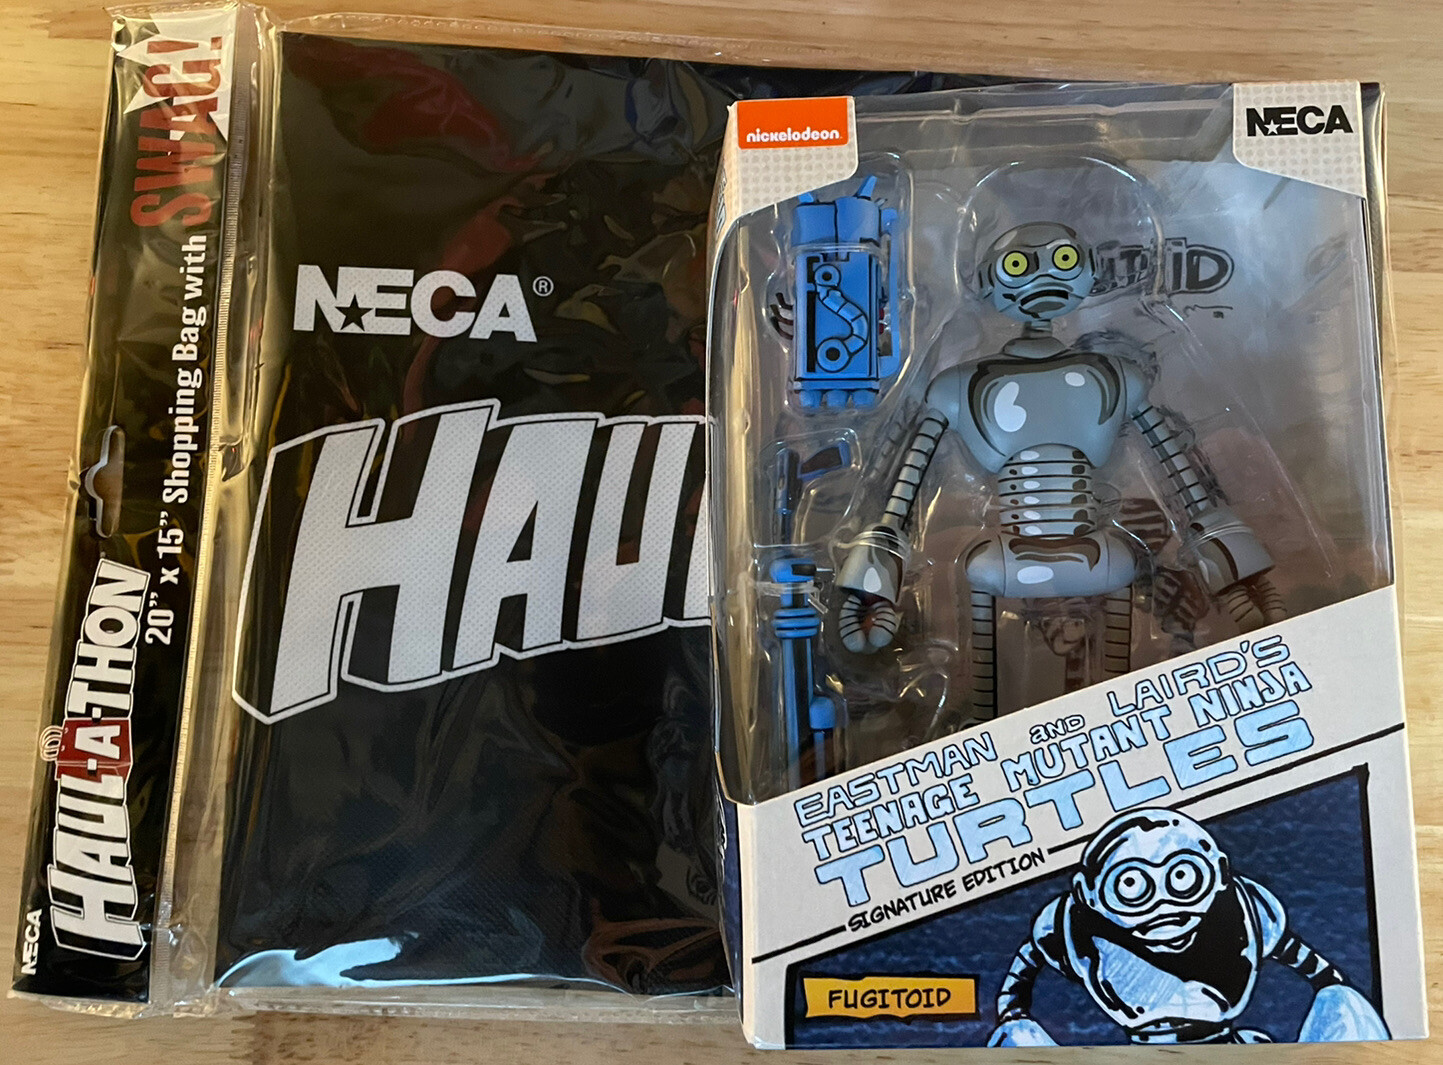 20" x 15" Shopping Bag with
SWAG!
NECA
HAUL-A-THON
NECA®
HAUL
nickelodeon
NECA
EASTMAN AND LAIRD'S
TEENAGE MUTANT NINJA
TURTLES
SIGNATURE EDITION
FUGITOID